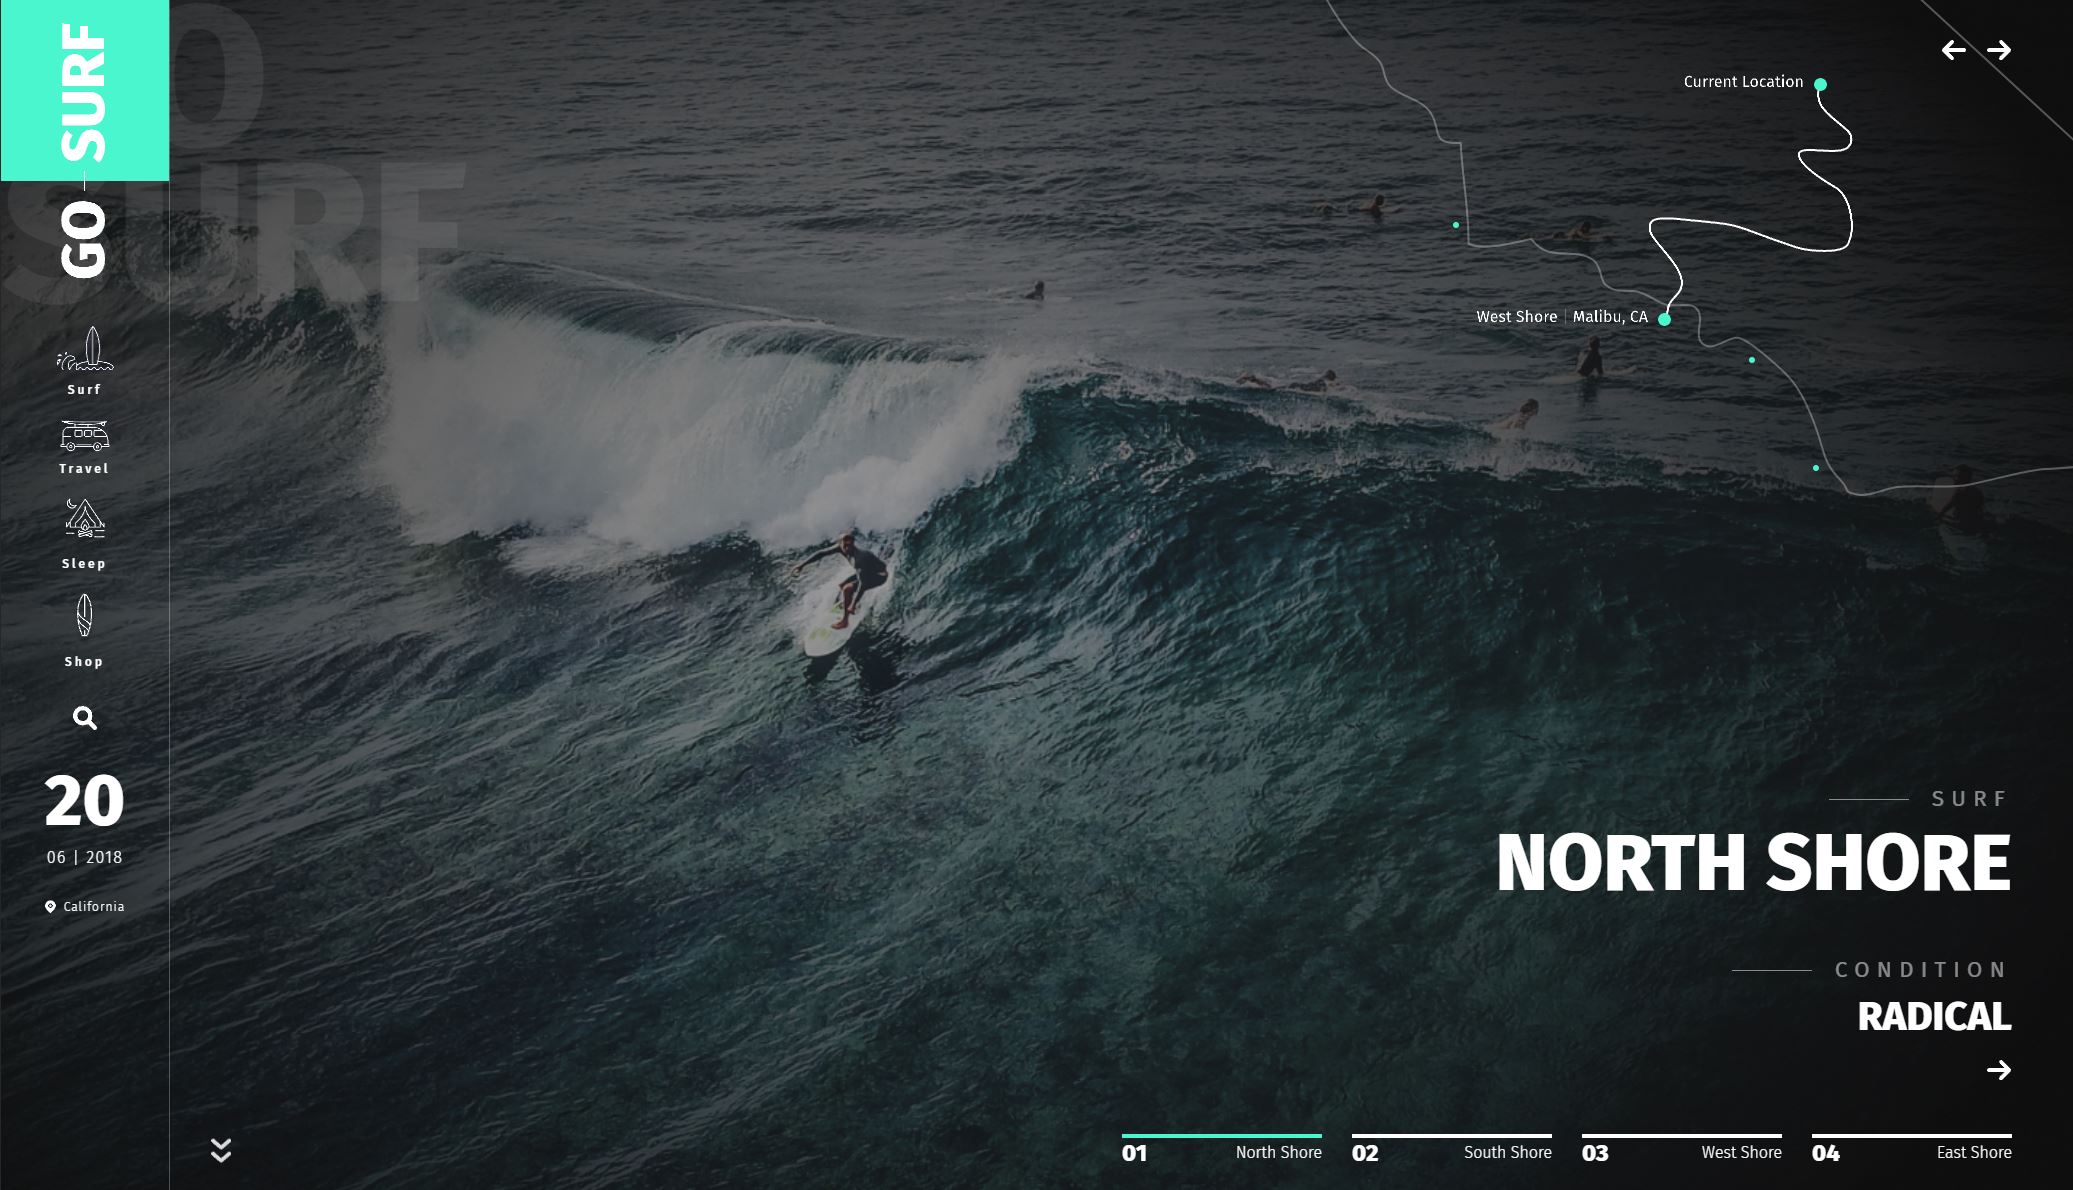 GO — SURF
GO
SURF
Surf
Travel
Sleep
Shop
20
06 | 2018
California
Current Location
West Shore | Malibu, CA
SURF
NORTH SHORE
CONDITION
RADICAL
01 North Shore
02 South Shore
03 West Shore
04 East Shore